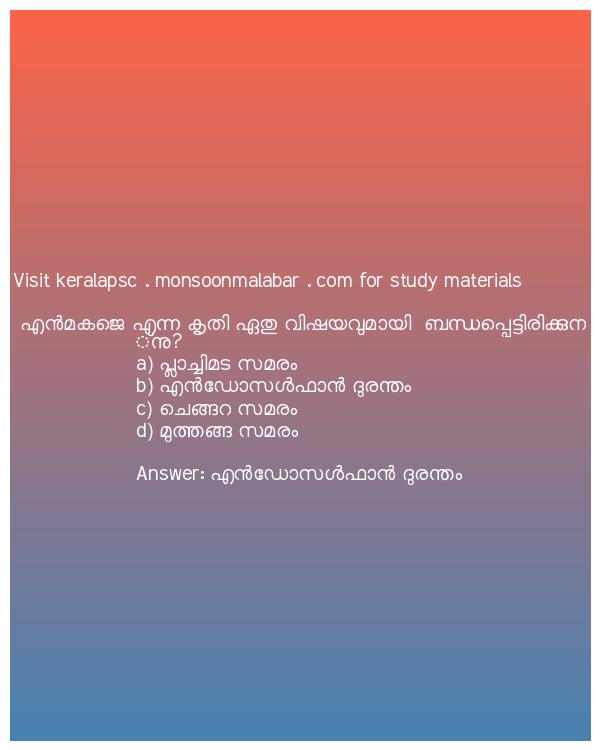 Visit keralapsc . monsoonmalabar . com for study materials
എൻമകജെ എന്ന കൃതി ഏതു വിഷയവുമായി ബന്ധപ്പെട്ടിരിക്കുന
്നു?
a) പ്ലാച്ചിമട സമരം
b) എൻഡോസൾഫാൻ ദുരന്തം
c) ചെങ്ങറ സമരം
d) മുത്തങ്ങ സമരം
Answer: എൻഡോസൾഫാൻ ദുരന്തം